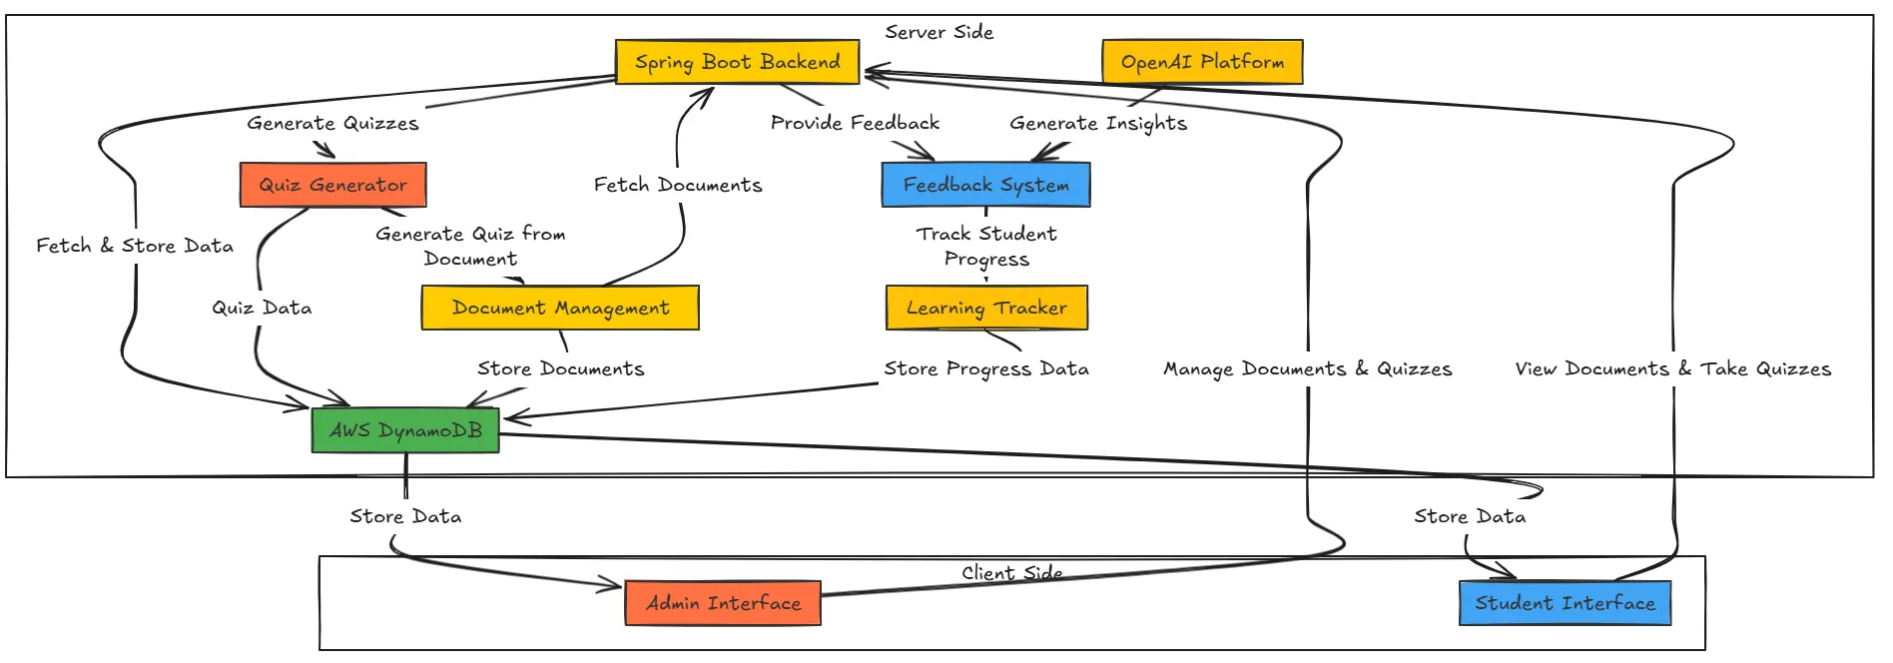 Server Side
Spring Boot Backend
OpenAI Platform
Generate Quizzes
Provide Feedback
Generate Insights
Quiz Generator
Fetch Documents
Feedback System
Fetch & Store Data
Generate Quiz from
Document
Track Student
Progress
Quiz Data
Document Management
Learning Tracker
Store Documents
Store Progress Data
Manage Documents & Quizzes
View Documents & Take Quizzes
AWS DynamoDB
Store Data
Store Data
Client Side
Admin Interface
Student Interface